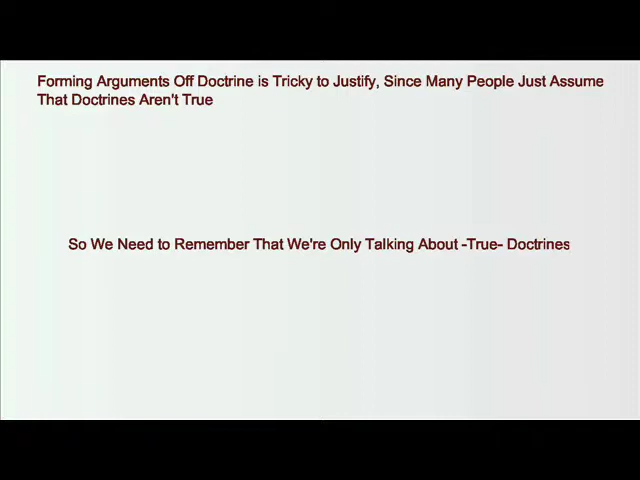 Forming Arguments Off Doctrine is Tricky to Justify, Since Many People Just Assume
That Doctrines Aren't True
So We Need to Remember That We're Only Talking About -True- Doctrines